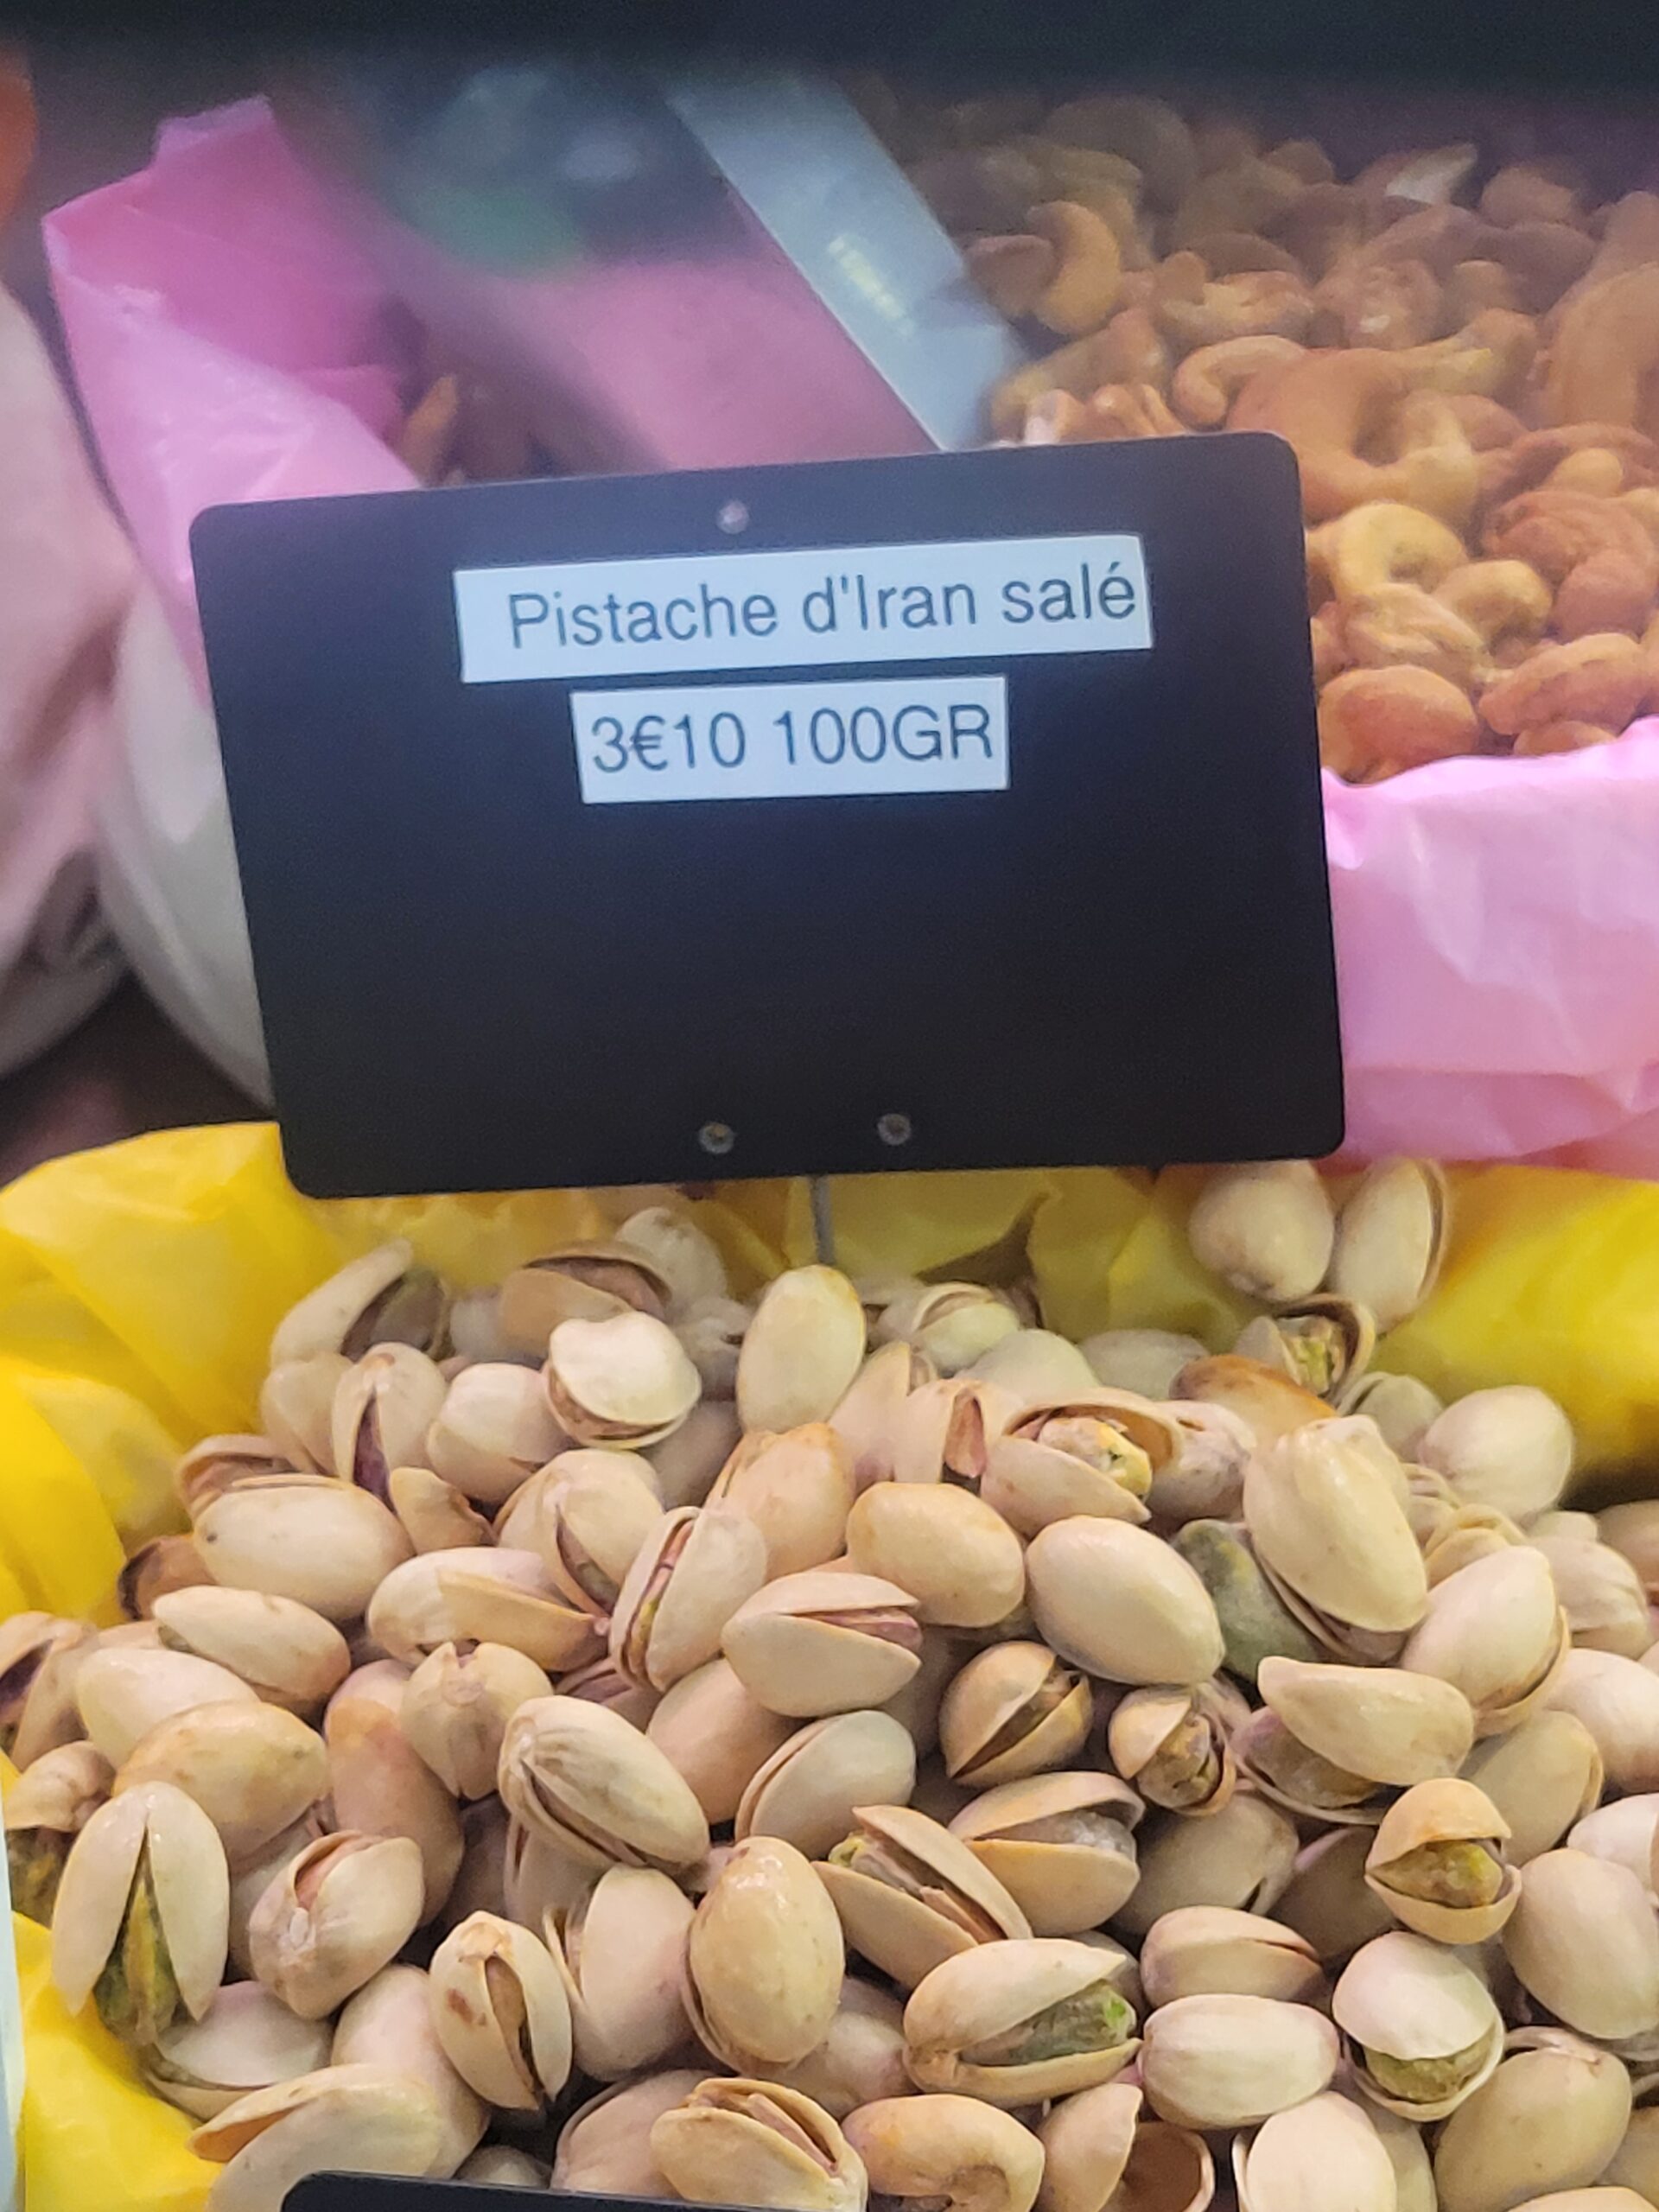 Pistache d'Iran salé
3€10 100GR